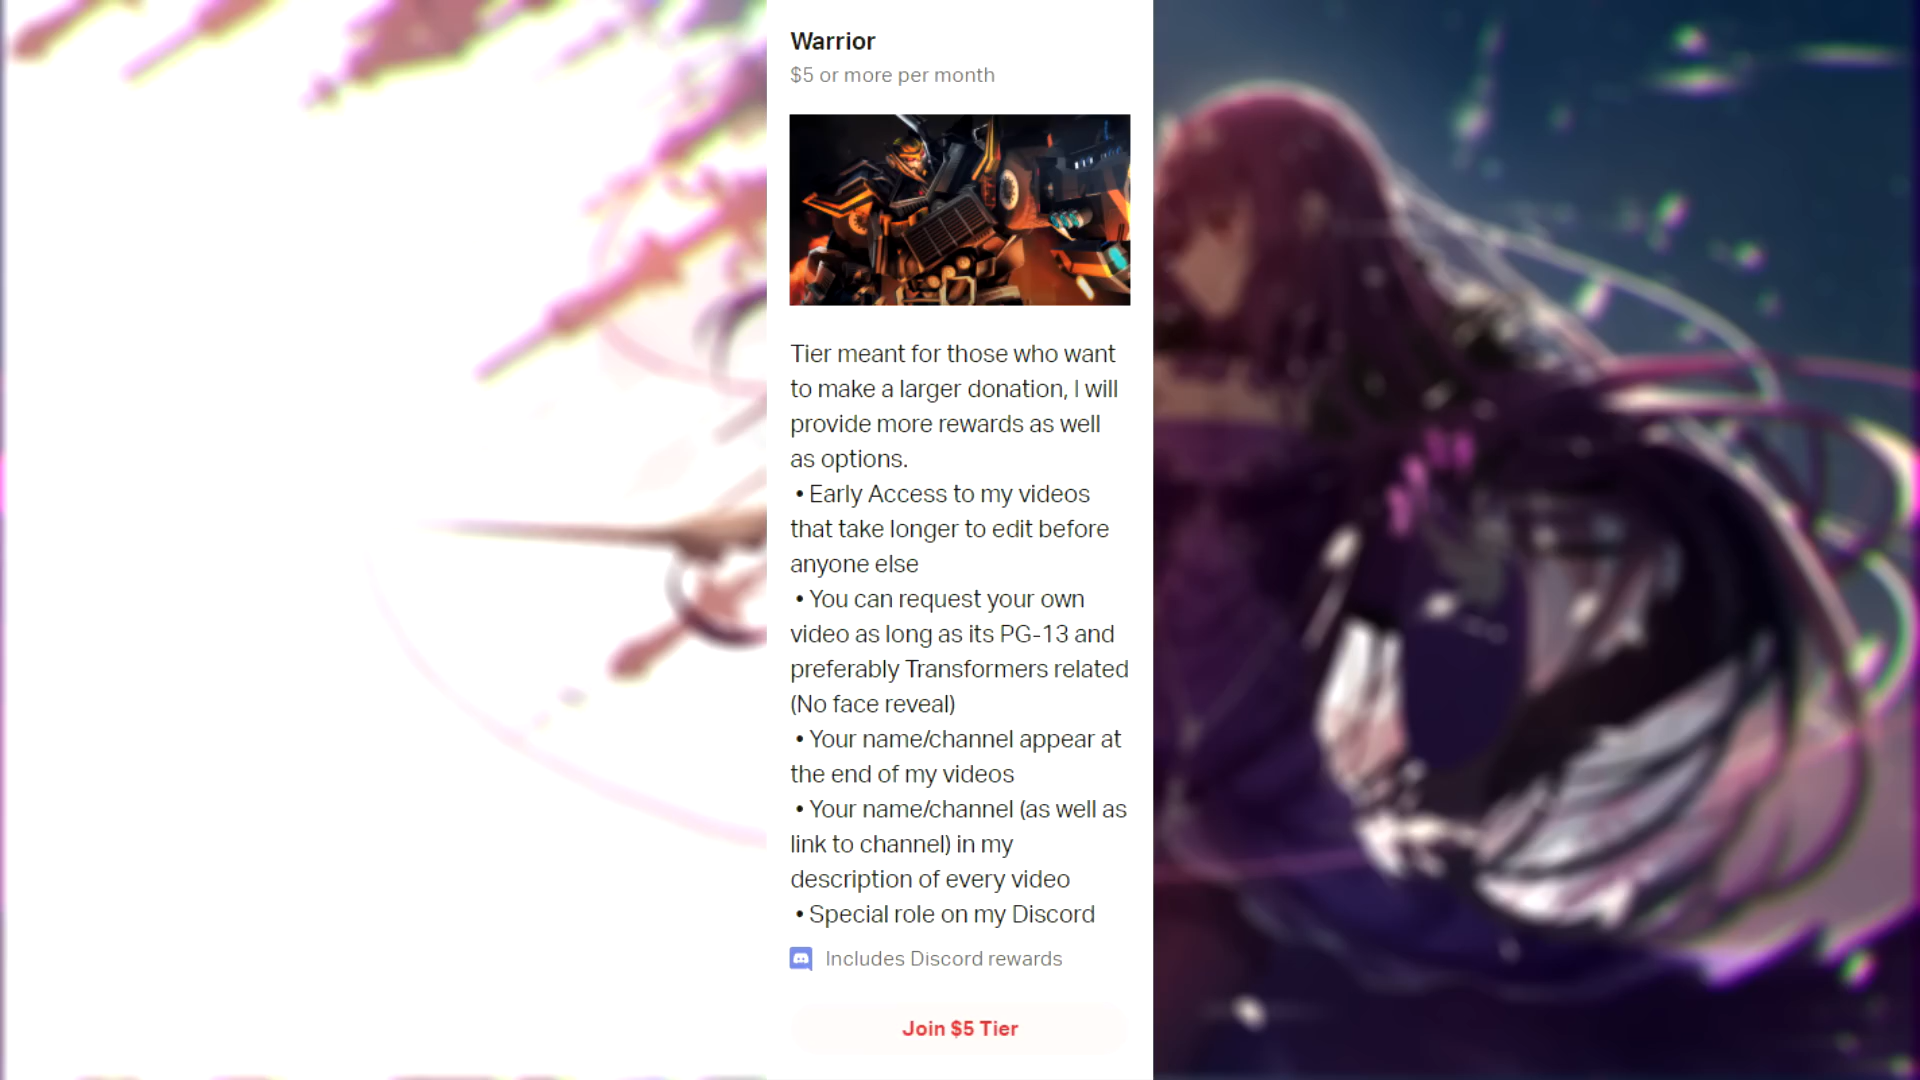 Warrior
$5 or more per month
Tier meant for those who want
to make a larger donation, I will
provide more rewards as well
as options.
• Early Access to my videos
that take longer to edit before
anyone else
• You can request your own
video as long as its PG-13 and
preferably Transformers related
(No face reveal)
• Your name/channel appear at
the end of my videos
• Your name/channel (as well as
link to channel) in my
description of every video
• Special role on my Discord
Includes Discord rewards
Join $5 Tier